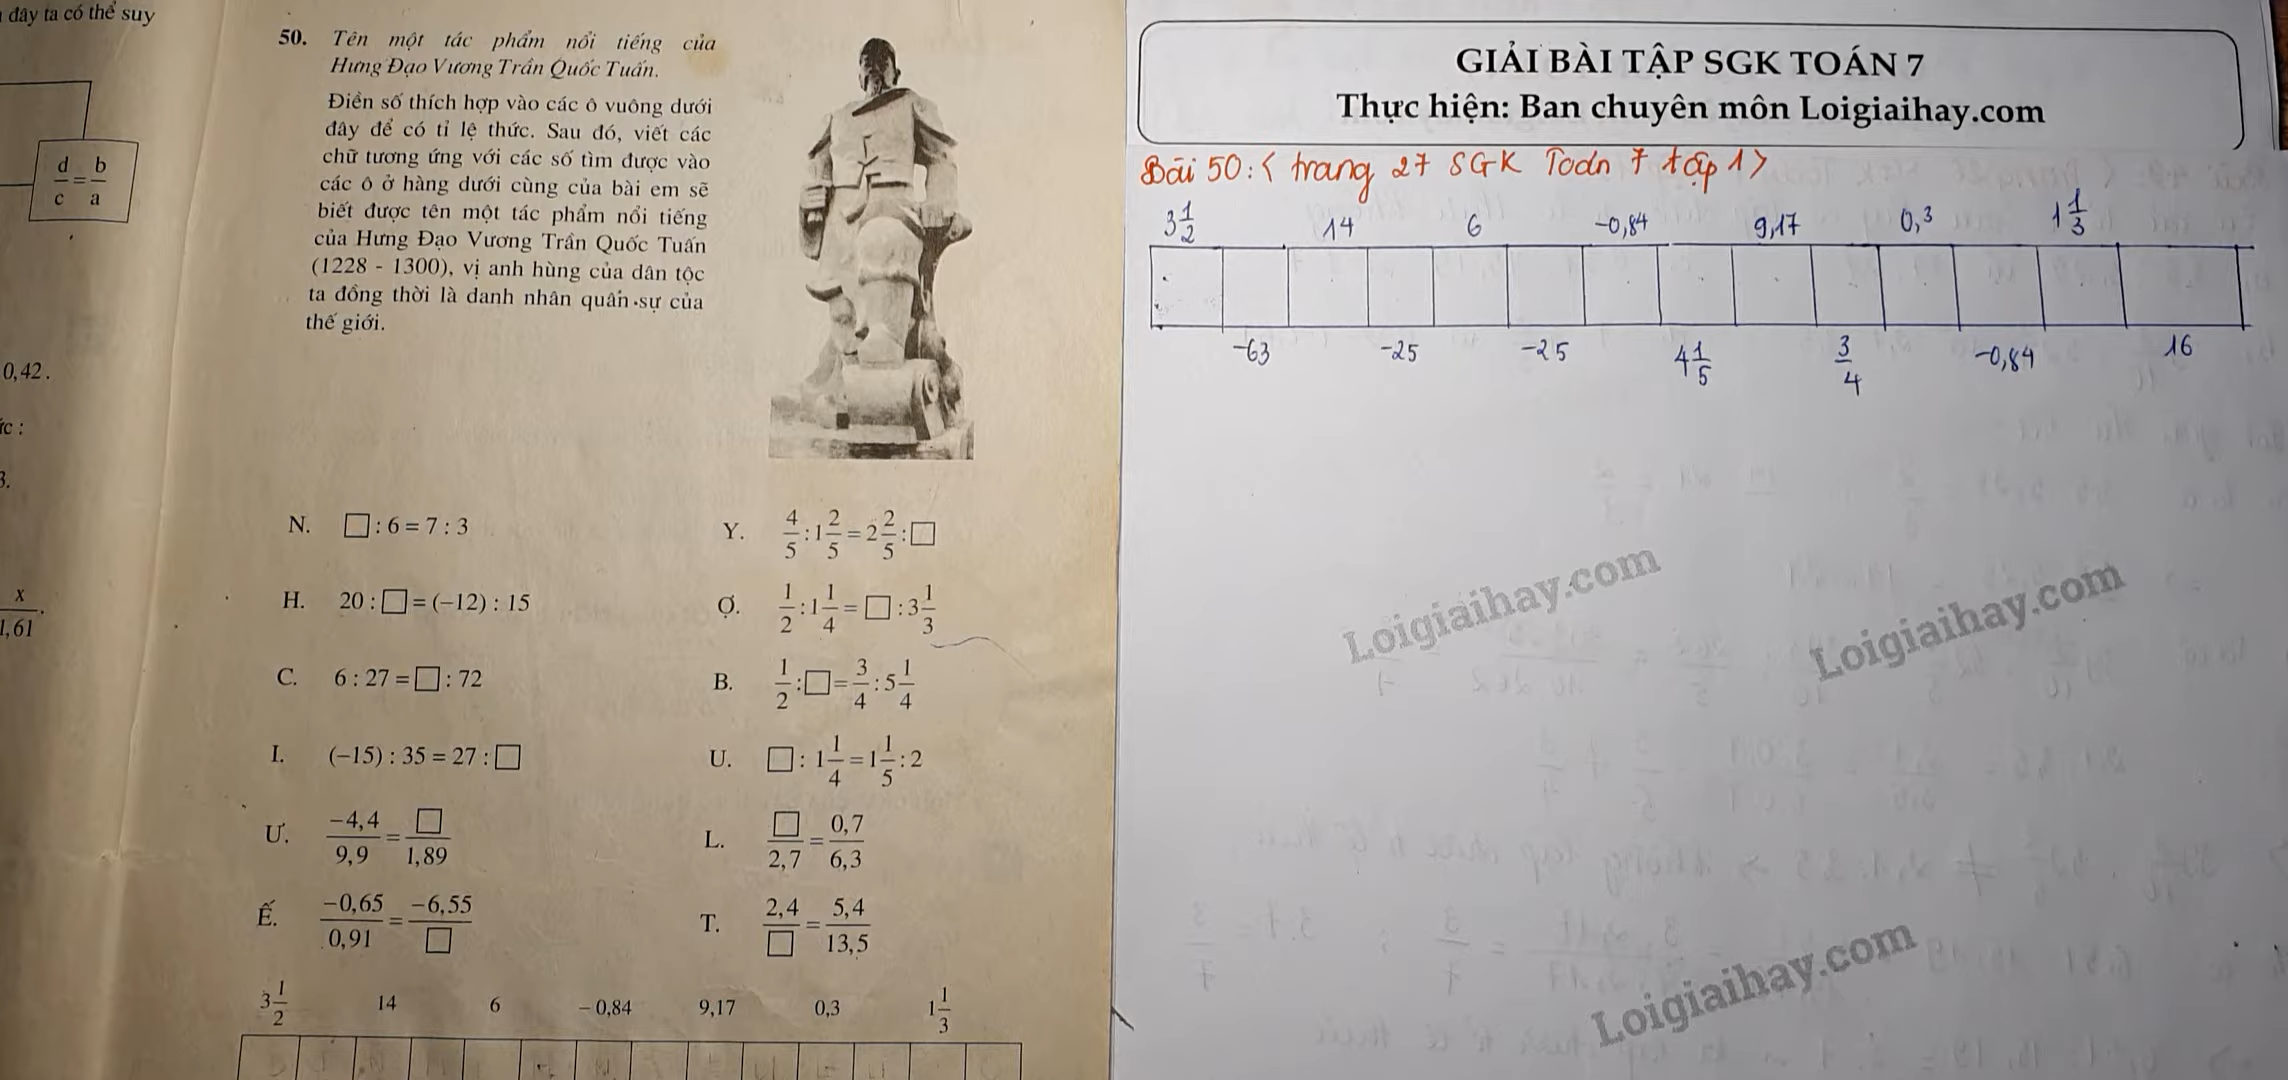 đây ta có thể suy
d/c = b/a
0,42.
x/1,61.
50. Tên một tác phẩm nổi tiếng của
Hưng Đạo Vương Trần Quốc Tuấn.
Điền số thích hợp vào các ô vuông dưới
đây để có tỉ lệ thức. Sau đó, viết các
chữ tương ứng với các số tìm được vào
các ô ở hàng dưới cùng của bài em sẽ
biết được tên một tác phẩm nổi tiếng
của Hưng Đạo Vương Trần Quốc Tuấn
(1228 - 1300), vị anh hùng của dân tộc
ta đồng thời là danh nhân quân sự của
thế giới.
N. □ : 6 = 7 : 3
H. 20 : □ = (−12) : 15
C. 6 : 27 = □ : 72
I. (−15) : 35 = 27 : □
Ư. −4,4/9,9 = □/1,89
Ế. −0,65/0,91 = −6,55/□
Y. 4/5 : 1 2/5 = 2 2/5 : □
Ợ. 1/2 : 1 1/4 = □ : 3 1/3
B. 1/2 : □ = 3/4 : 5 1/4
U. □ : 1 1/4 = 1 1/5 : 2
L. □/2,7 = 0,7/6,3
T. 2,4/□ = 5,4/13,5
3 1/2 14 6 −0,84 9,17 0,3 1 1/3
GIẢI BÀI TẬP SGK TOÁN 7
Thực hiện: Ban chuyên môn Loigiaihay.com
Bài 50: < trang 27 SGK Toán 7 tập 1>
3 1/2 14 6 -0,84 9,17 0,3 1 1/3
-63 -25 -25 4 1/5 3/4 -0,84 16
Loigiaihay.com
Loigiaihay.com
Loigiaihay.com